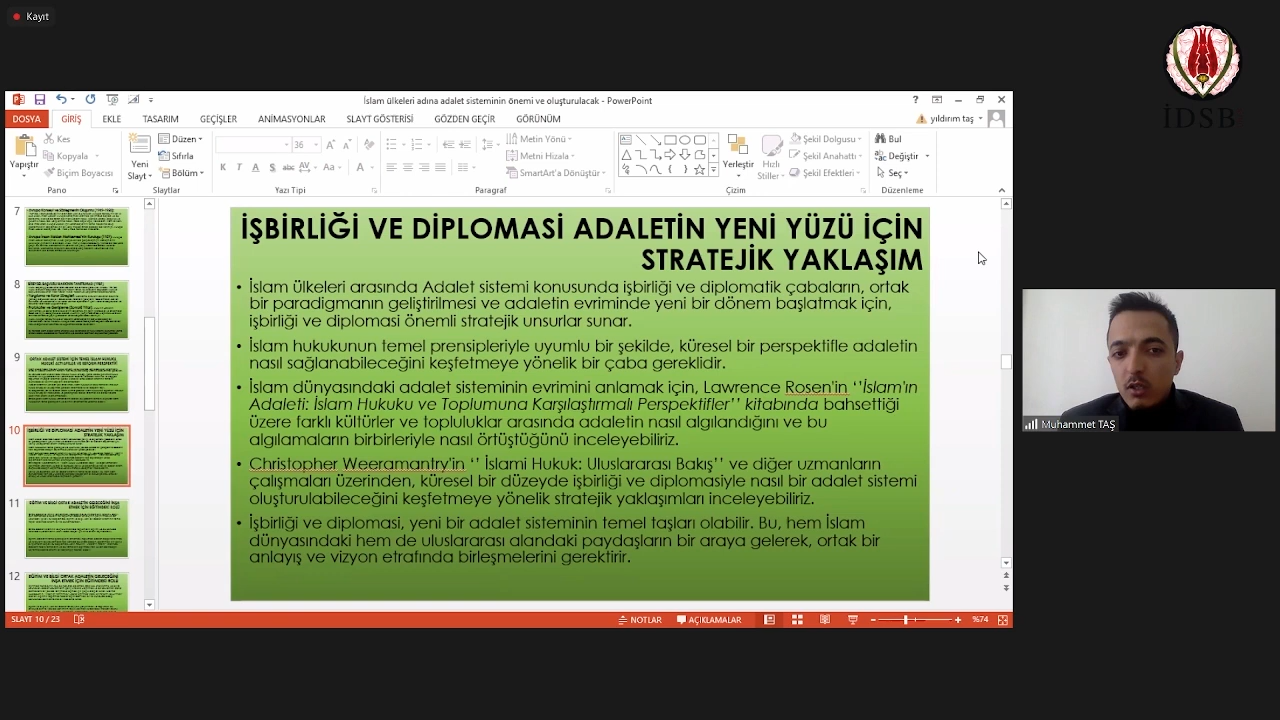 Kayıt
İDSB
İslam ülkeleri adına adalet sisteminin önemi ve oluşturulacak - PowerPoint
DOSYA GİRİŞ EKLE TASARIM GEÇİŞLER ANİMASYONLAR SLAYT GÖSTERİSİ GÖZDEN GEÇİR GÖRÜNÜM yıldırım taş
Yapıştır
Kes
Kopyala
Biçim Boyacısı
Pano
Yeni
Slayt
Düzen
Sıfırla
Bölüm
Slaytlar
36
K T A S abc AV Aa A
Yazı Tipi
Metin Yönü
Metni Hizala
SmartArt'a Dönüştür
Paragraf
Yerleştir
Hızlı
Stiller
Şekil Dolgusu
Şekil Anahattı
Şekil Efektleri
Çizim
Bul
Değiştir
Seç
Düzenleme
7
8
9
10
11
12
İŞBİRLİĞİ VE DİPLOMASİ ADALETİN YENİ YÜZÜ İÇİN
STRATEJİK YAKLAŞIM
• İslam ülkeleri arasında Adalet sistemi konusunda işbirliği ve diplomatik çabaların, ortak
bir paradigmanın geliştirilmesi ve adaletin evriminde yeni bir dönem başlatmak için,
işbirliği ve diplomasi önemli stratejik unsurlar sunar.
• İslam hukukunun temel prensipleriyle uyumlu bir şekilde, küresel bir perspektifle adaletin
nasıl sağlanabileceğini keşfetmeye yönelik bir çaba gereklidir.
• İslam dünyasındaki adalet sisteminin evrimini anlamak için, Lawrence Rosen'in ‘'İslam'ın
Adaleti: İslam Hukuku ve Toplumuna Karşılaştırmalı Perspektifler’’ kitabında bahsettiği
üzere farklı kültürler ve topluluklar arasında adaletin nasıl algılandığını ve bu
algılamaların birbirleriyle nasıl örtüştüğünü inceleyebiliriz.
• Christopher Weeramantry'in ‘'İslami Hukuk: Uluslararası Bakış’’ ve diğer uzmanların
çalışmaları üzerinden, küresel bir düzeyde işbirliği ve diplomasiyle nasıl bir adalet sistemi
oluşturulabileceğini keşfetmeye yönelik stratejik yaklaşımları inceleyebiliriz.
• İşbirliği ve diplomasi, yeni bir adalet sisteminin temel taşları olabilir. Bu, hem İslam
dünyasındaki hem de uluslararası alandaki paydaşların bir araya gelerek, ortak bir
anlayış ve vizyon etrafında birleşmelerini gerektirir.
Muhammet TAŞ
SLAYT 10 / 23 NOTLAR AÇIKLAMALAR %74